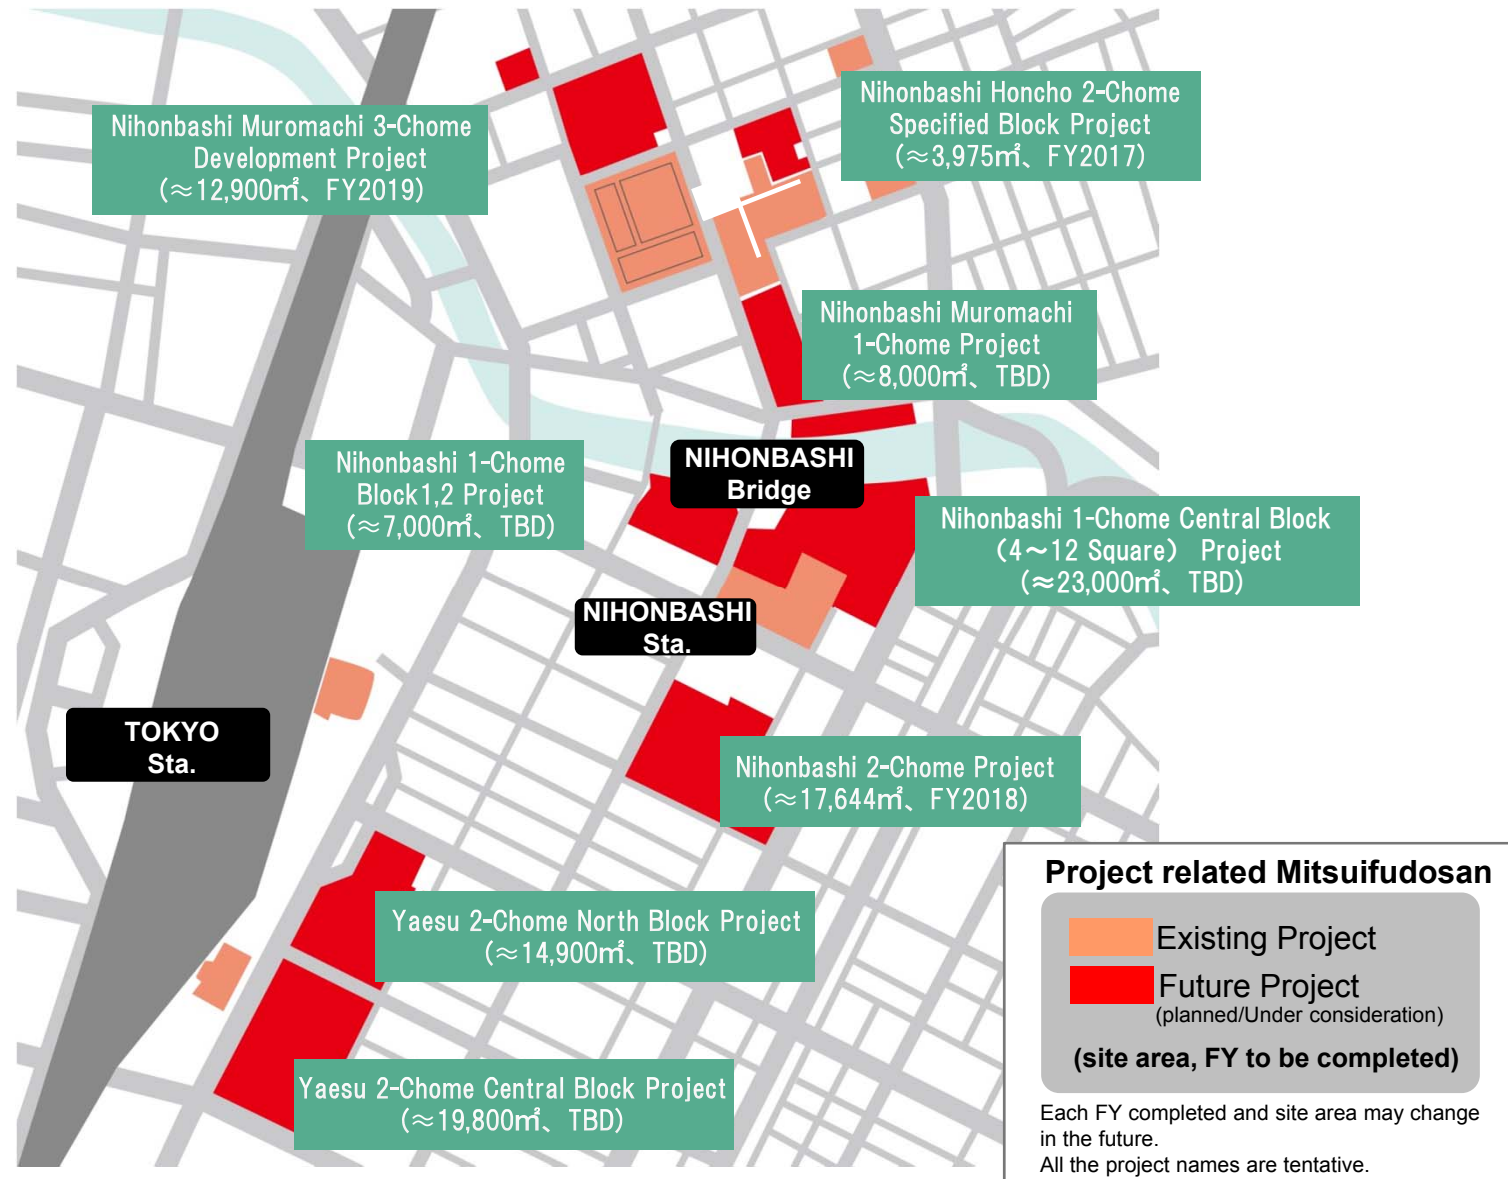 Nihonbashi Muromachi 3-Chome
Development Project
(≈12,900㎡、FY2019)
Nihonbashi Honcho 2-Chome
Specified Block Project
(≈3,975㎡、FY2017)
Nihonbashi Muromachi
1-Chome Project
(≈8,000㎡、TBD)
Nihonbashi 1-Chome
Block1,2 Project
(≈7,000㎡、TBD)
NIHONBASHI
Bridge
Nihonbashi 1-Chome Central Block
(4～12 Square) Project
(≈23,000㎡、TBD)
NIHONBASHI
Sta.
TOKYO
Sta.
Nihonbashi 2-Chome Project
(≈17,644㎡、FY2018)
Yaesu 2-Chome North Block Project
(≈14,900㎡、TBD)
Yaesu 2-Chome Central Block Project
(≈19,800㎡、TBD)
Project related Mitsuifudosan
Existing Project
Future Project
(planned/Under consideration)
(site area, FY to be completed)
Each FY completed and site area may change
in the future.
All the project names are tentative.